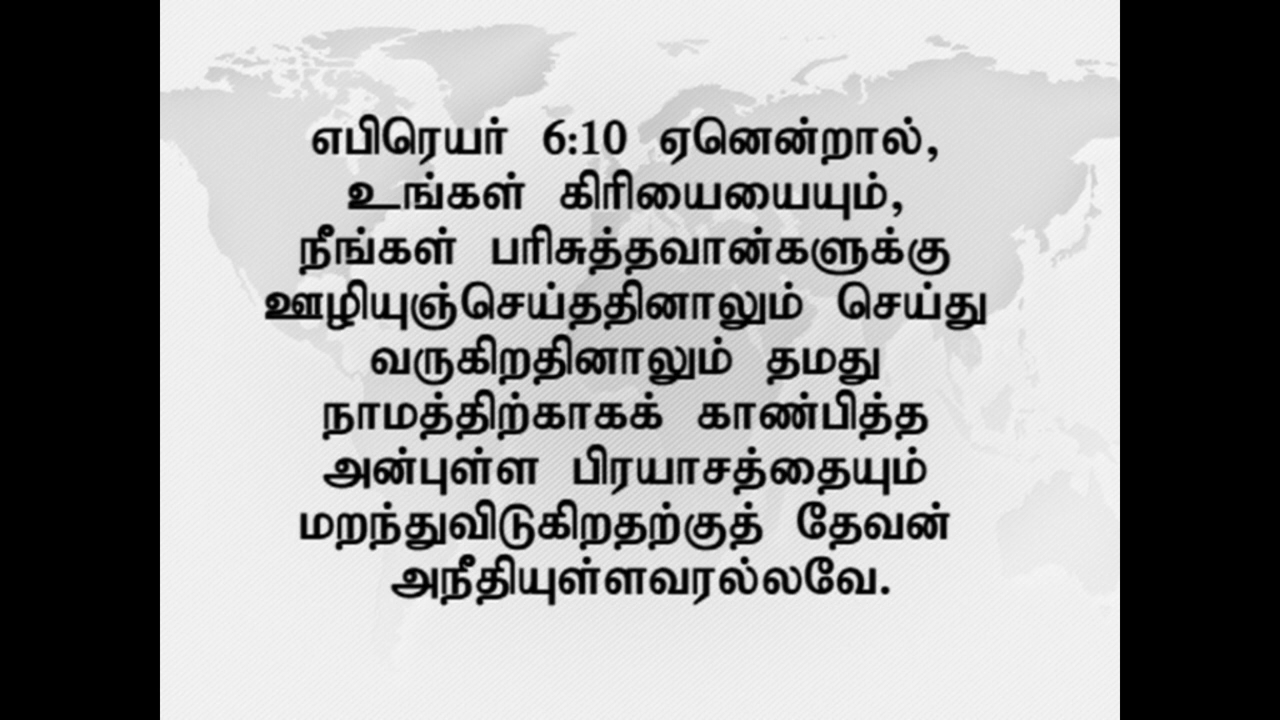 எபிரெயர் 6:10 ஏனென்றால்,
உங்கள் கிரியையையும்,
நீங்கள் பரிசுத்தவான்களுக்கு
ஊழியுஞ்செய்ததினாலும் செய்து
வருகிறதினாலும் தமது
நாமத்திற்காகக் காண்பித்த
அன்புள்ள பிரயாசத்தையும்
மறந்துவிடுகிறதற்குத் தேவன்
அநீதியுள்ளவரல்லவே.